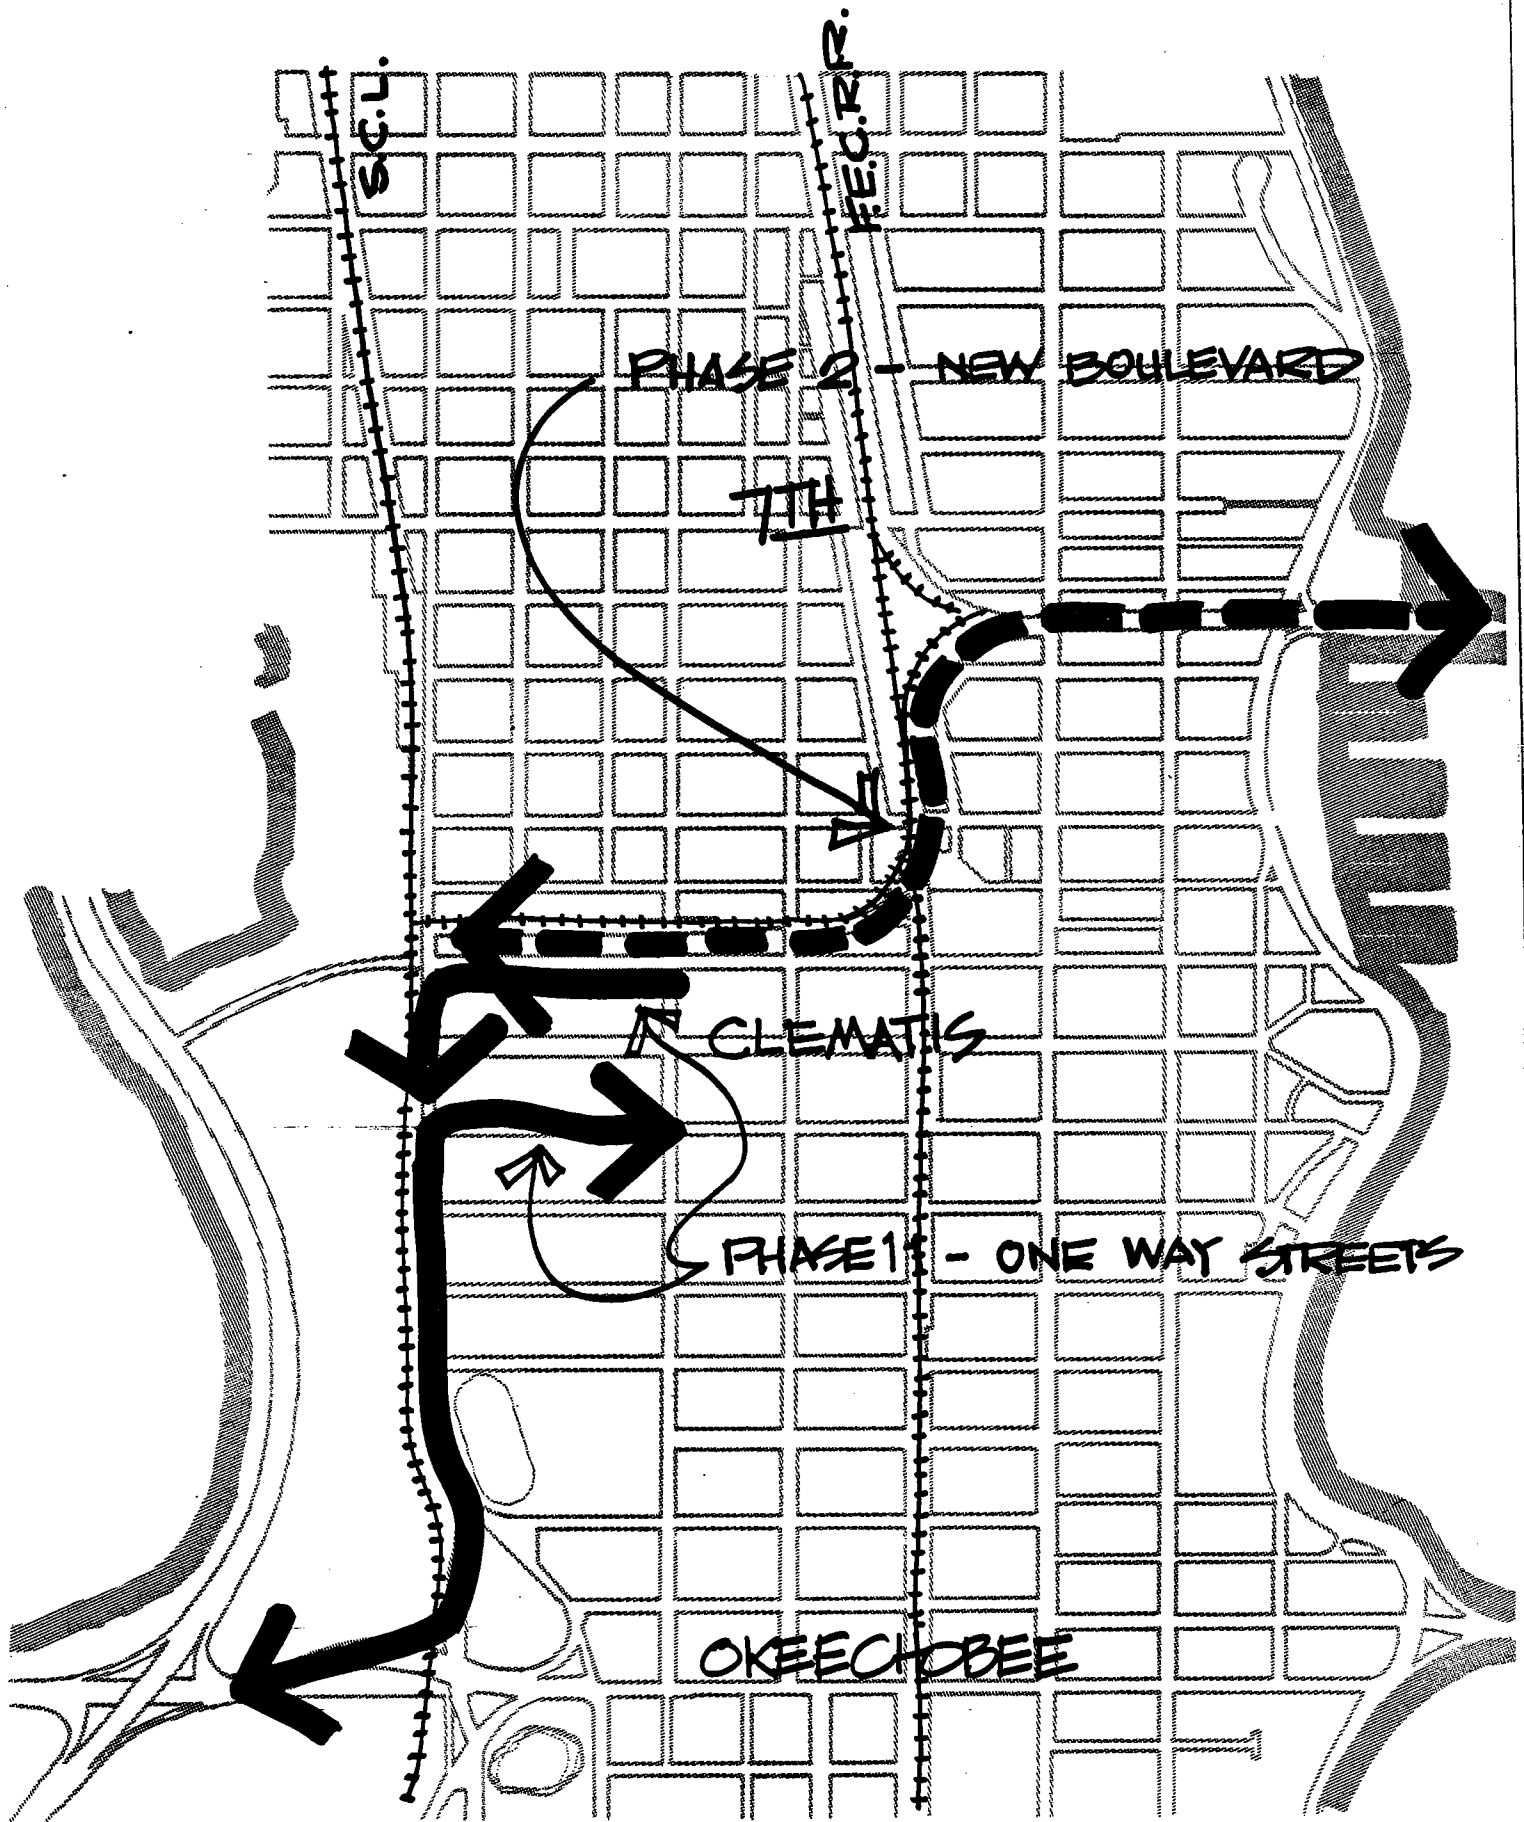 S.C.L.
F.E.C.R.R.
PHASE 2 - NEW BOULEVARD
7TH
CLEMATIS
PHASE 1 - ONE WAY STREETS
OKEECHOBEE